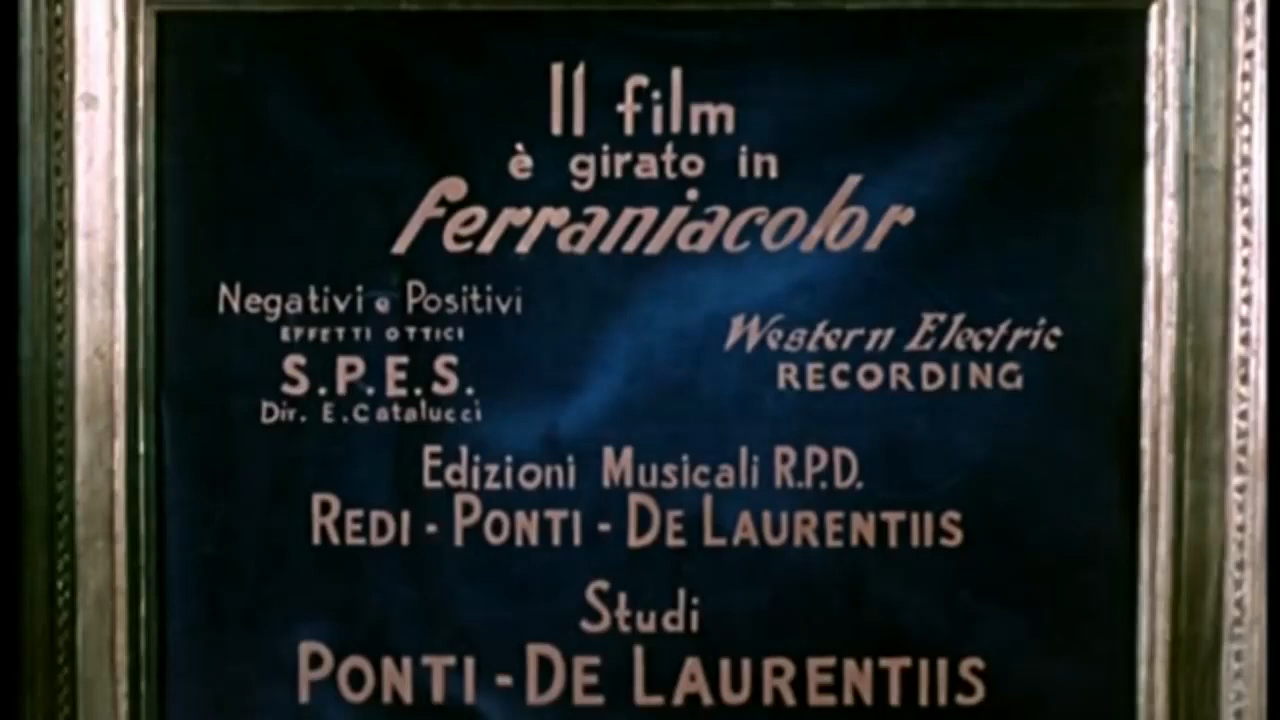 Il film
è girato in
ferraniacolor
Negativi e Positivi
EFFETTI OTTICI
S.P.E.S.
Dir. E. Catalucci
Western Electric
RECORDING
Edizioni Musicali R.P.D.
REDI - PONTI - DE LAURENTIIS
Studi
PONTI - DE LAURENTIIS